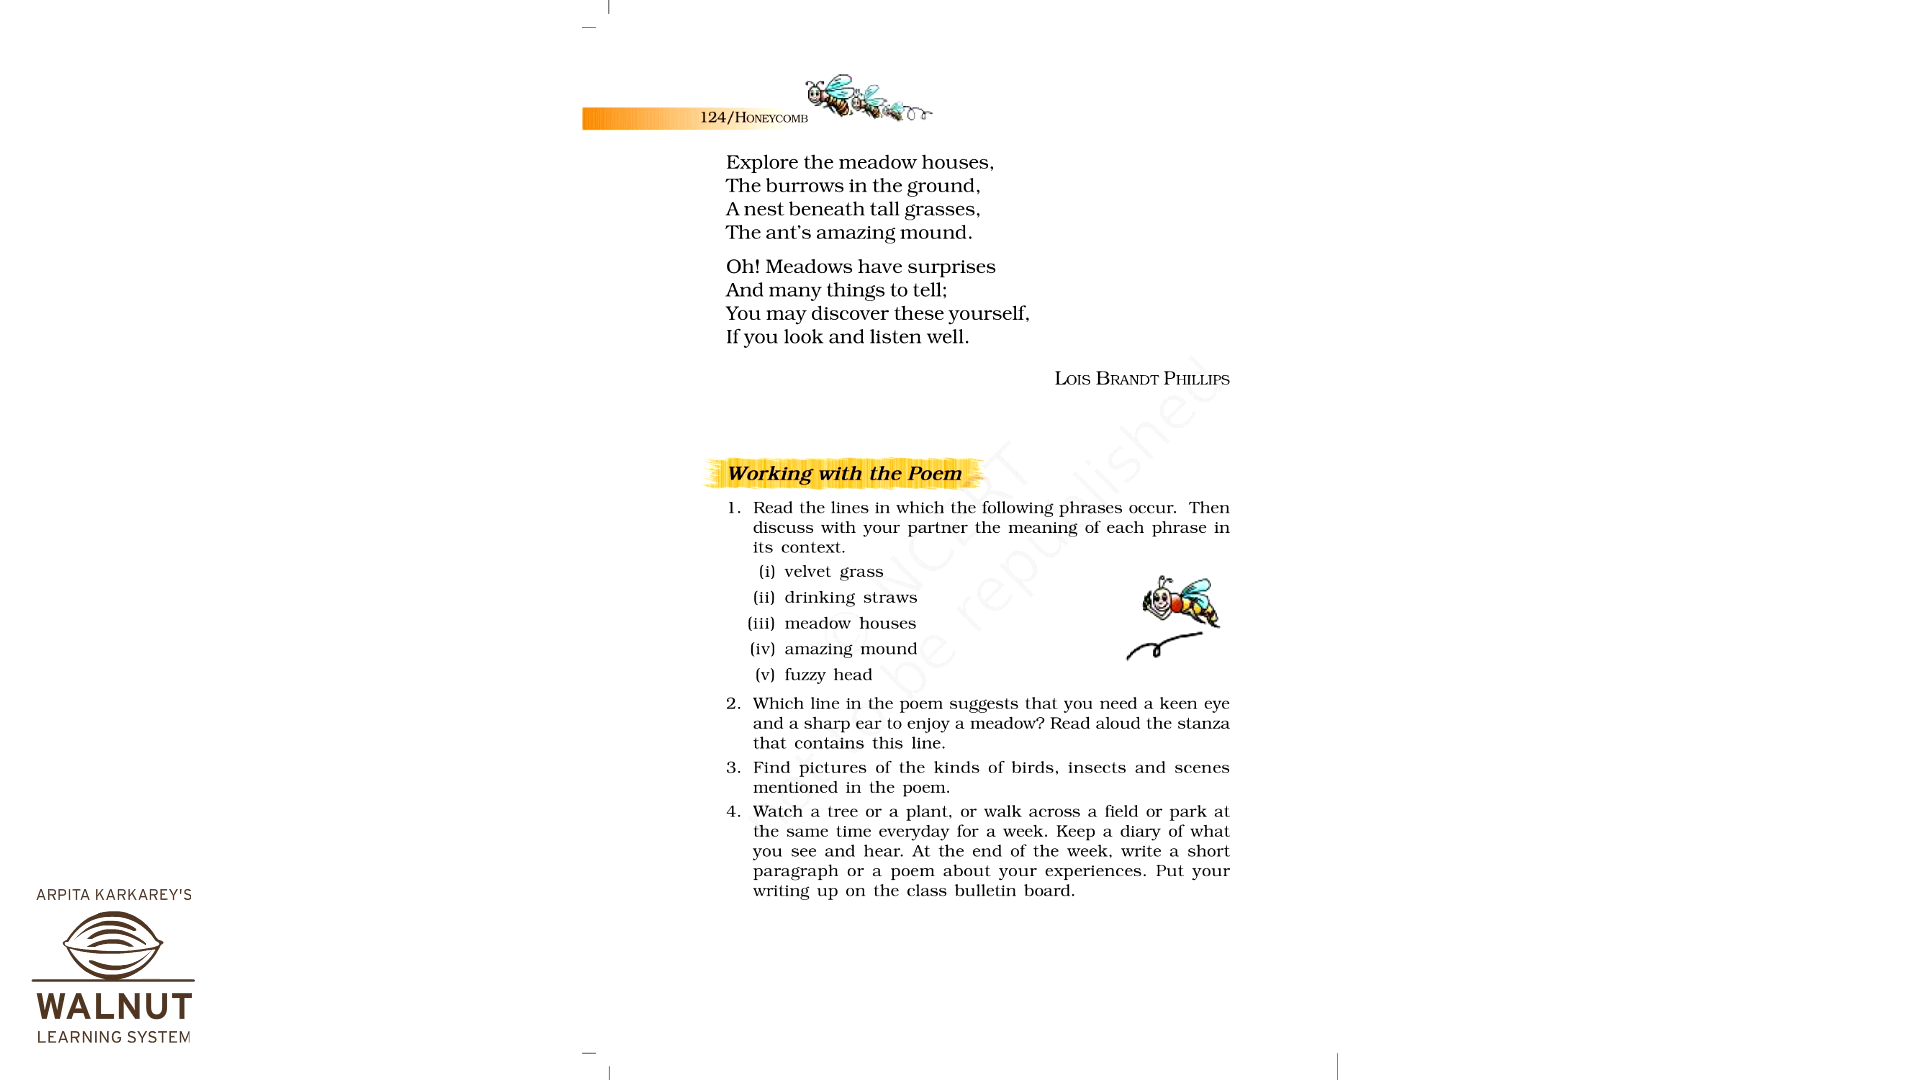 124/HONEYCOMB
Explore the meadow houses,
The burrows in the ground,
A nest beneath tall grasses,
The ant's amazing mound.
Oh! Meadows have surprises
And many things to tell;
You may discover these yourself,
If you look and listen well.
LOIS BRANDT PHILLIPS
Working with the Poem
1. Read the lines in which the following phrases occur. Then
discuss with your partner the meaning of each phrase in
its context.
(i) velvet grass
(ii) drinking straws
(iii) meadow houses
(iv) amazing mound
(v) fuzzy head
2. Which line in the poem suggests that you need a keen eye
and a sharp ear to enjoy a meadow? Read aloud the stanza
that contains this line.
3. Find pictures of the kinds of birds, insects and scenes
mentioned in the poem.
4. Watch a tree or a plant, or walk across a field or park at
the same time everyday for a week. Keep a diary of what
you see and hear. At the end of the week, write a short
paragraph or a poem about your experiences. Put your
writing up on the class bulletin board.
© NCERT
be republished
ARPITA KARKAREY'S
WALNUT
LEARNING SYSTEM